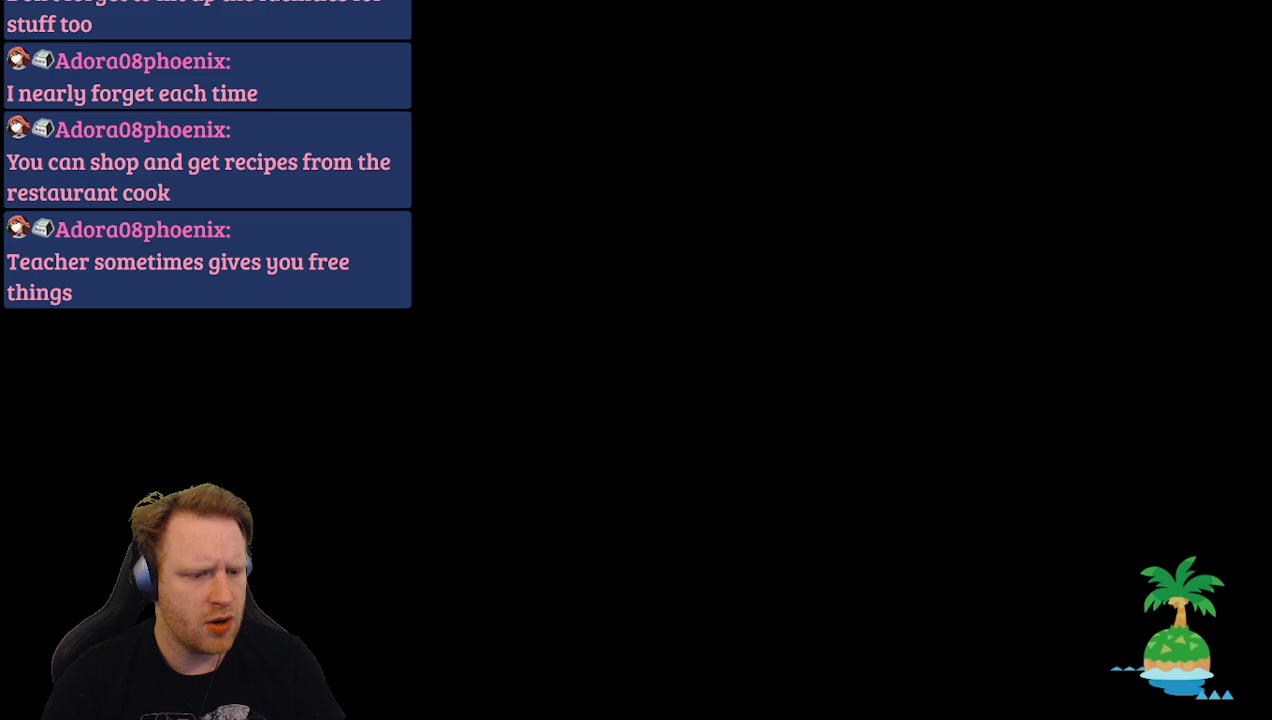 stuff too
Adora08phoenix:
I nearly forget each time
Adora08phoenix:
You can shop and get recipes from the
restaurant cook
Adora08phoenix:
Teacher sometimes gives you free
things